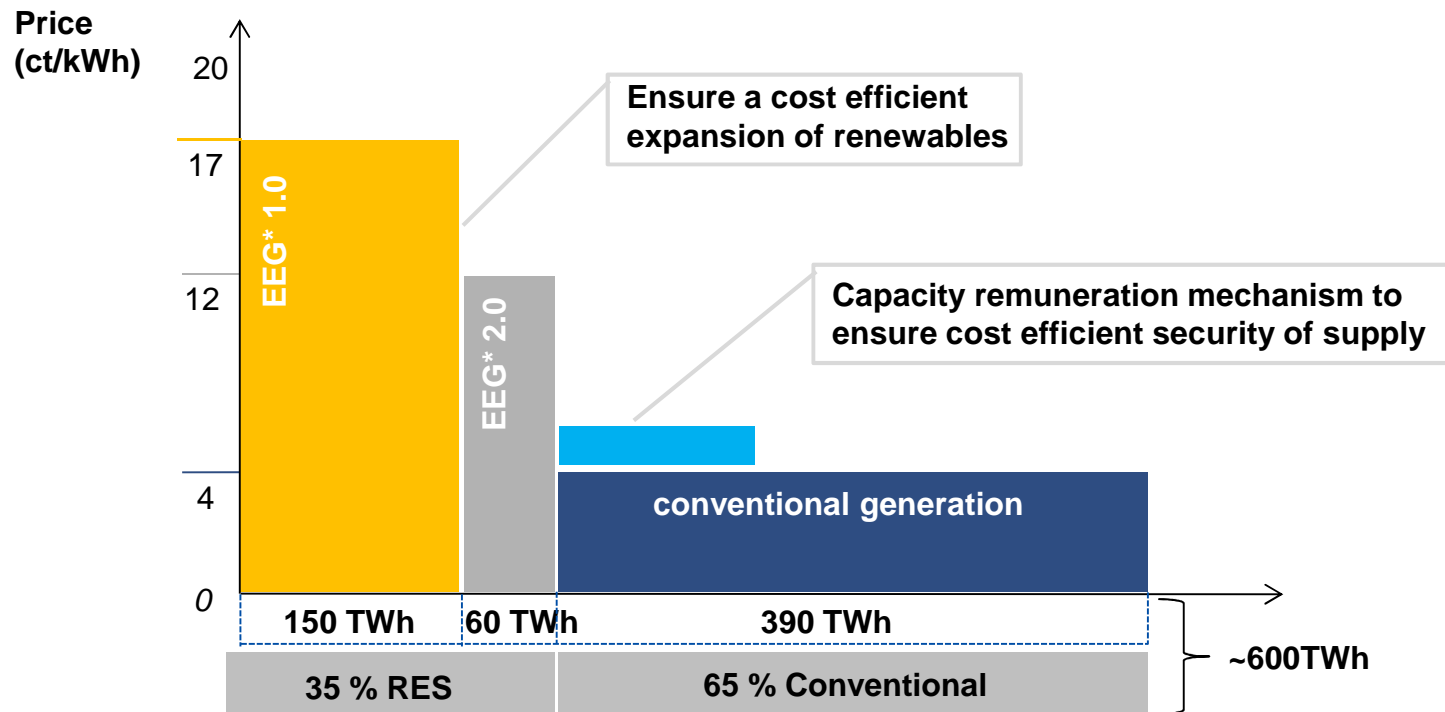 Price
(ct/kWh)
20
Ensure a cost efficient
expansion of renewables
17
EEG* 1.0
12
Capacity remuneration mechanism to
ensure cost efficient security of supply
EEG* 2.0
4
conventional generation
0
150 TWh
60 TWh
390 TWh
~600TWh
35 % RES
65 % Conventional